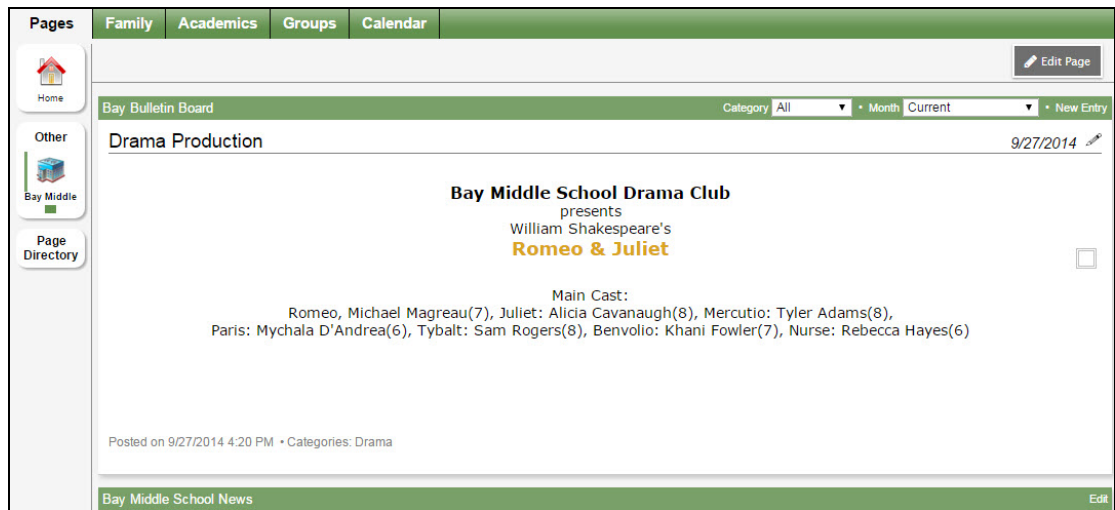 Pages Family Academics Groups Calendar
Edit Page
Home
Bay Bulletin Board Category All • Month Current • New Entry
Other
Drama Production 9/27/2014
Bay Middle
Bay Middle School Drama Club
presents
William Shakespeare's
Romeo & Juliet
Page
Directory
Main Cast:
Romeo, Michael Magreau(7), Juliet: Alicia Cavanaugh(8), Mercutio: Tyler Adams(8),
Paris: Mychala D'Andrea(6), Tybalt: Sam Rogers(8), Benvolio: Khani Fowler(7), Nurse: Rebecca Hayes(6)
Posted on 9/27/2014 4:20 PM • Categories: Drama
Bay Middle School News Edit